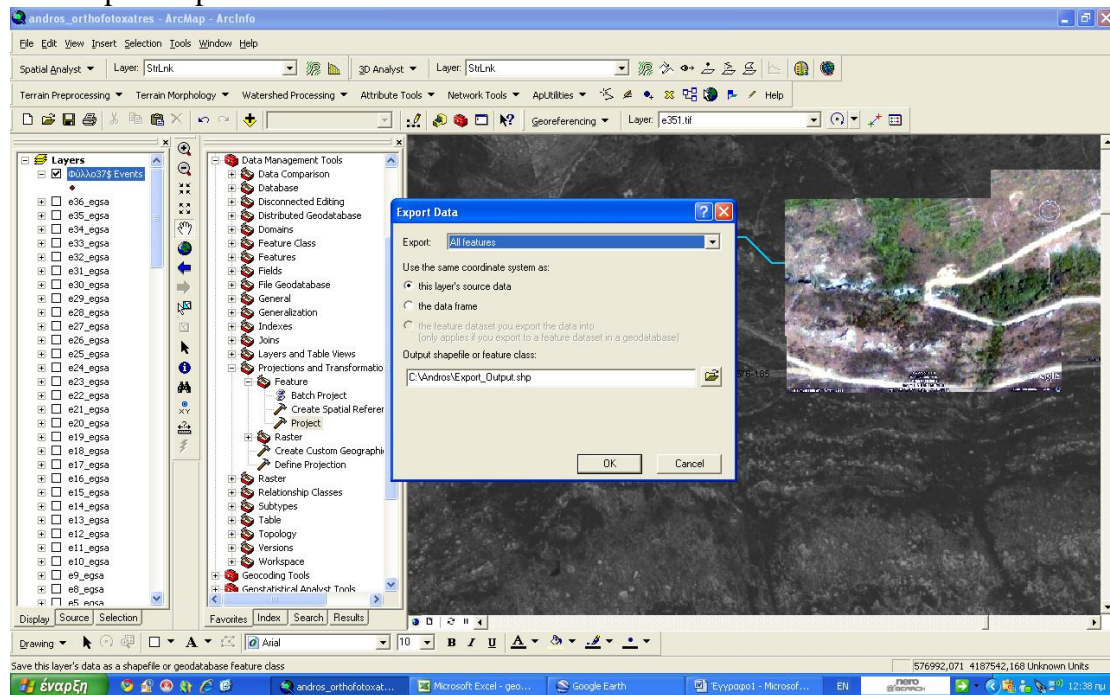 andros_orthofotoxatres - ArcMap - ArcInfo
File Edit View Insert Selection Tools Window Help
Spatial Analyst Layer: StrLnk 3D Analyst Layer: StrLnk
Terrain Preprocessing Terrain Morphology Watershed Processing Attribute Tools Network Tools ApUtilities Help
Georeferencing Layer: e351.tif
Layers
Φύλλο37$ Events
e36_egsa
e35_egsa
e34_egsa
e33_egsa
e32_egsa
e31_egsa
e30_egsa
e29_egsa
e28_egsa
e27_egsa
e26_egsa
e25_egsa
e24_egsa
e23_egsa
e22_egsa
e21_egsa
e20_egsa
e19_egsa
e18_egsa
e17_egsa
e16_egsa
e15_egsa
e14_egsa
e13_egsa
e12_egsa
e11_egsa
e10_egsa
e9_egsa
e8_egsa
e5_egsa
Display Source Selection
Data Management Tools
Data Comparison
Database
Disconnected Editing
Distributed Geodatabase
Domains
Feature Class
Features
Fields
File Geodatabase
General
Generalization
Indexes
Joins
Layers and Table Views
Projections and Transformatio
Feature
Batch Project
Create Spatial Referer
Project
Raster
Create Custom Geographi
Define Projection
Raster
Relationship Classes
Subtypes
Table
Topology
Versions
Workspace
Geocoding Tools
Geostatistical Analyst Tools
Favorites Index Search Results
Export Data
Export: All features
Use the same coordinate system as:
this layer's source data
the data frame
the feature dataset you export the data into
(only applies if you export to a feature dataset in a geodatabase)
Output shapefile or feature class:
C:\Andros\Export_Output.shp
OK Cancel
Drawing Arial 10 B I U A
Save this layer's data as a shapefile or geodatabase feature class
576992,071 4187542,168 Unknown Units
έναρξη andros_orthofotoxat... Microsoft Excel - geo... Google Earth Έγγραφο1 - Microsof... EN nero SEARCH 12:38 πμ